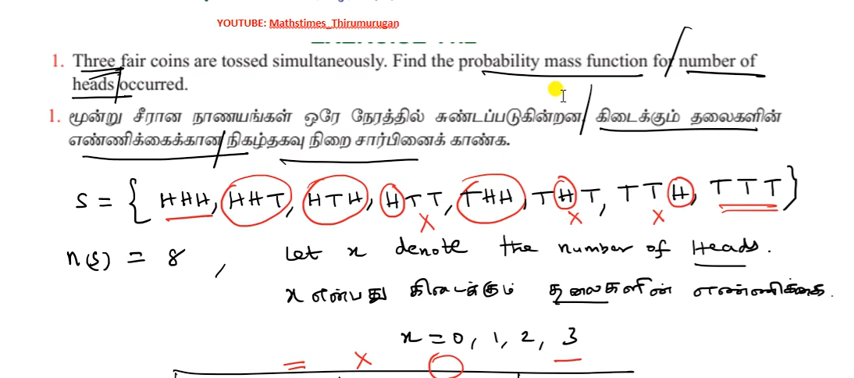 YOUTUBE: Mathstimes_Thirumurugan
1. Three fair coins are tossed simultaneously. Find the probability mass function for number of
heads occurred.
1. மூன்று சீரான நாணயங்கள் ஒரே நேரத்தில் சுண்டப்படுகின்றன கிடைக்கும் தலைகளின்
எண்ணிக்கைக்கான நிகழ்தகவு நிறை சார்பினைக் காண்க.
S = { HHH, HHT, HTH, HTT, THH, THT, TTH, TTT }
n(S) = 8 , Let x denote the number of Heads.
x என்பது கிடைக்கும் தலைகளின் எண்ணிக்கை.
x = 0, 1, 2, 3